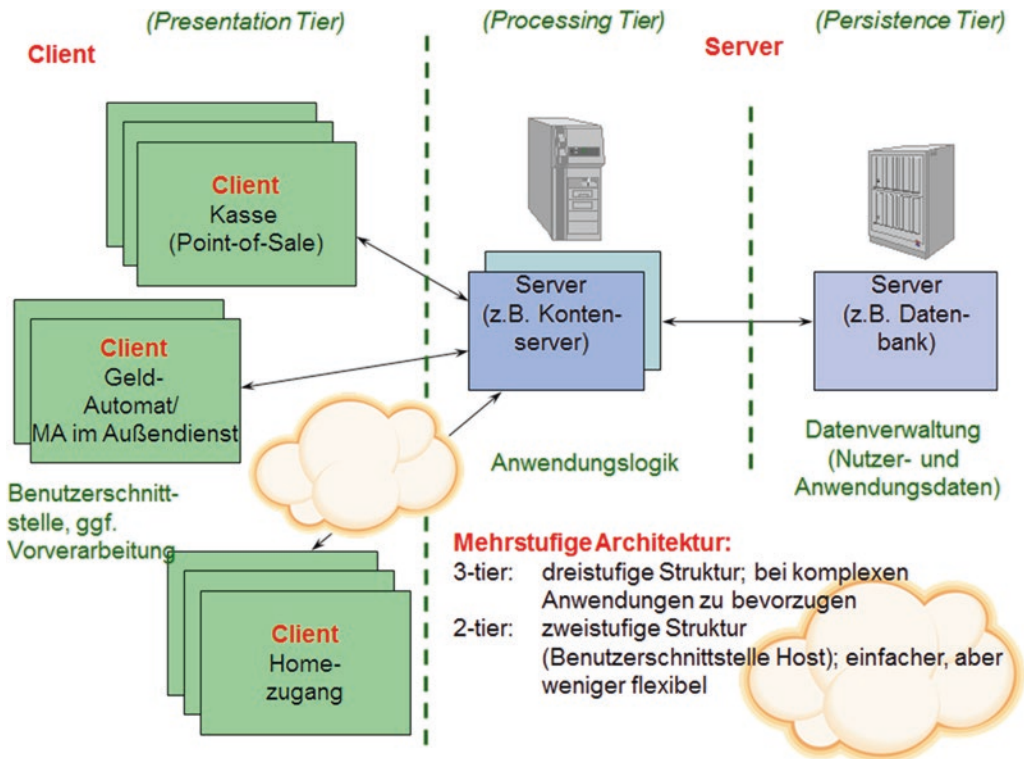 (Presentation Tier)
(Processing Tier)
(Persistence Tier)
Client
Server
Client
Kasse
(Point-of-Sale)
Client
Geld-
Automat/
MA im Außendienst
Server
(z.B. Konten-
server)
Server
(z.B. Daten-
bank)
Benutzerschnitt-
stelle, ggf.
Vorverarbeitung
Anwendungslogik
Datenverwaltung
(Nutzer- und
Anwendungsdaten)
Client
Home-
zugang
Mehrstufige Architektur:
3-tier: dreistufige Struktur; bei komplexen
Anwendungen zu bevorzugen
2-tier: zweistufige Struktur
(Benutzerschnittstelle Host); einfacher, aber
weniger flexibel